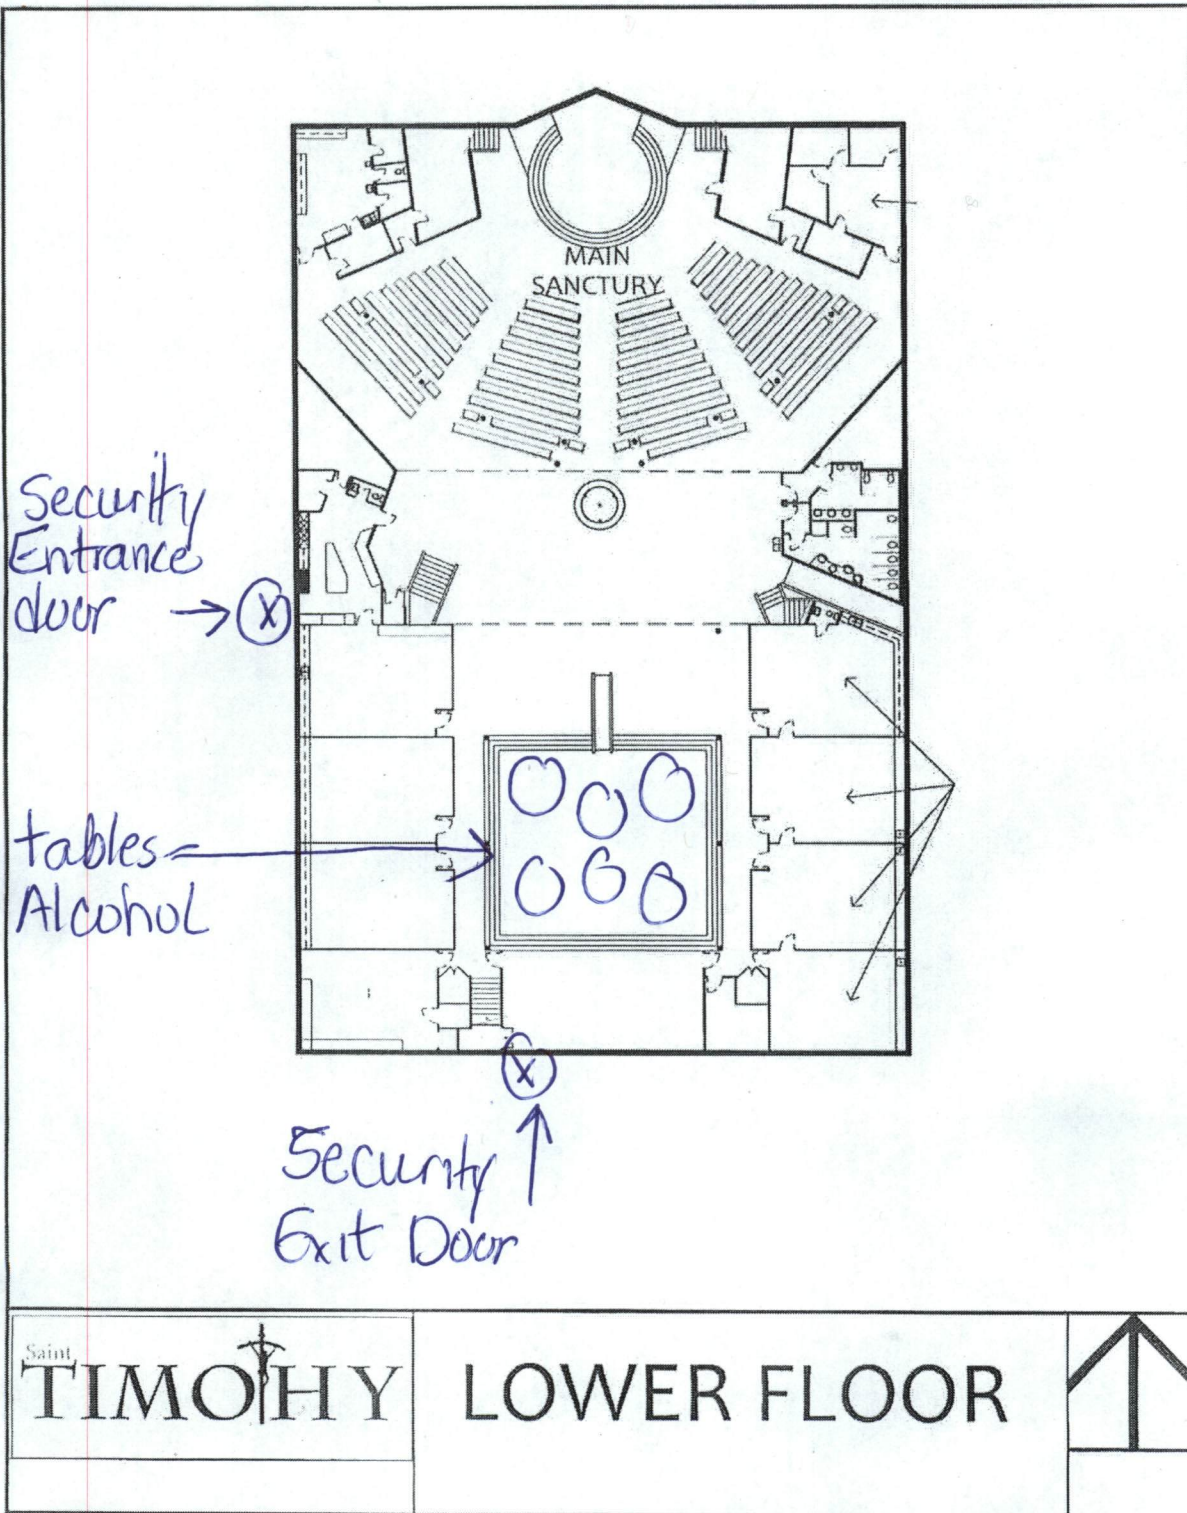 MAIN
SANCTURY
Security
Entrance
door
tables
Alcohol
Security
Exit Door
Saint
TIMOTHY
LOWER FLOOR